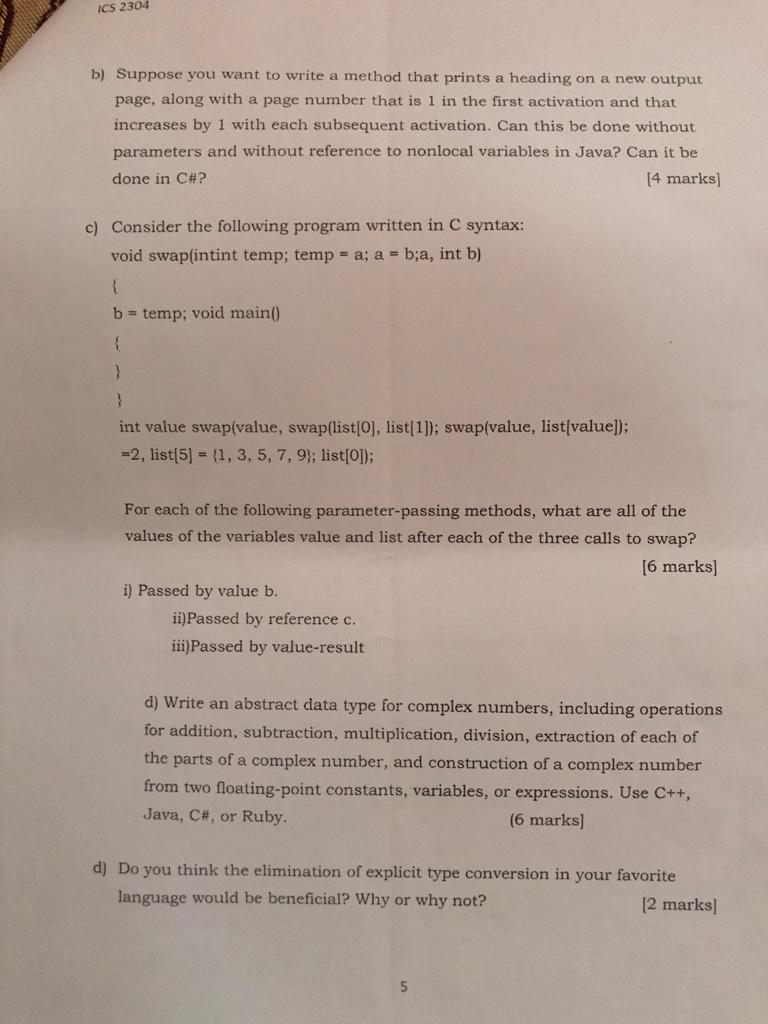 ICS 2304
b) Suppose you want to write a method that prints a heading on a new output
page, along with a page number that is 1 in the first activation and that
increases by 1 with each subsequent activation. Can this be done without
parameters and without reference to nonlocal variables in Java? Can it be
done in C#? [4 marks]
c) Consider the following program written in C syntax:
void swap(intint temp; temp = a; a = b;a, int b)
{
b = temp; void main()
{
}
}
int value swap(value, swap(list[0], list[1]); swap(value, list[value]);
=2, list[5] = {1, 3, 5, 7, 9}; list[0]);
For each of the following parameter-passing methods, what are all of the
values of the variables value and list after each of the three calls to swap?
[6 marks]
i) Passed by value b.
ii)Passed by reference c.
iii)Passed by value-result
d) Write an abstract data type for complex numbers, including operations
for addition, subtraction, multiplication, division, extraction of each of
the parts of a complex number, and construction of a complex number
from two floating-point constants, variables, or expressions. Use C++,
Java, C#, or Ruby. (6 marks]
d) Do you think the elimination of explicit type conversion in your favorite
language would be beneficial? Why or why not? [2 marks]
5